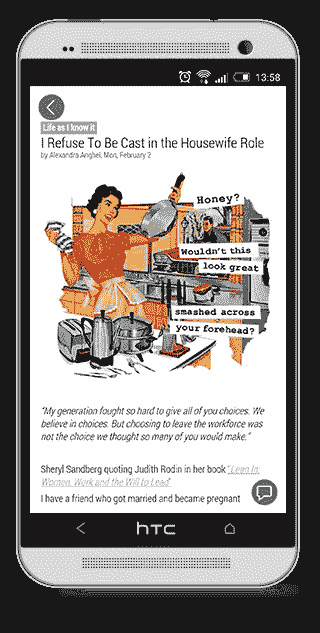 13:58
Life as I know it
I Refuse To Be Cast in the Housewife Role
by Alexandra Anghel, Mon, February 2
Honey?
Wouldn't this
look great
smashed across
your forehead?
"My generation fought so hard to give all of you choices. We
believe in choices. But choosing to leave the workforce was
not the choice we thought so many of you would make."
Sheryl Sandberg quoting Judith Rodin in her book "Lean In:
Women, Work and the Will to Lead"
I have a friend who got married and became pregnant
hTC